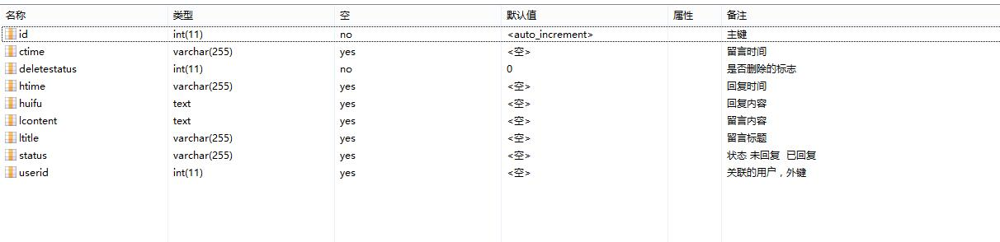 名称 类型 空 默认值 属性 备注
id int(11) no <auto_increment> 主键
ctime varchar(255) yes <空> 留言时间
deletestatus int(11) no 0 是否删除的标志
htime varchar(255) yes <空> 回复时间
huifu text yes <空> 回复内容
lcontent text yes <空> 留言内容
ltitle varchar(255) yes <空> 留言标题
status varchar(255) yes <空> 状态 未回复 已回复
userid int(11) yes <空> 关联的用户，外键